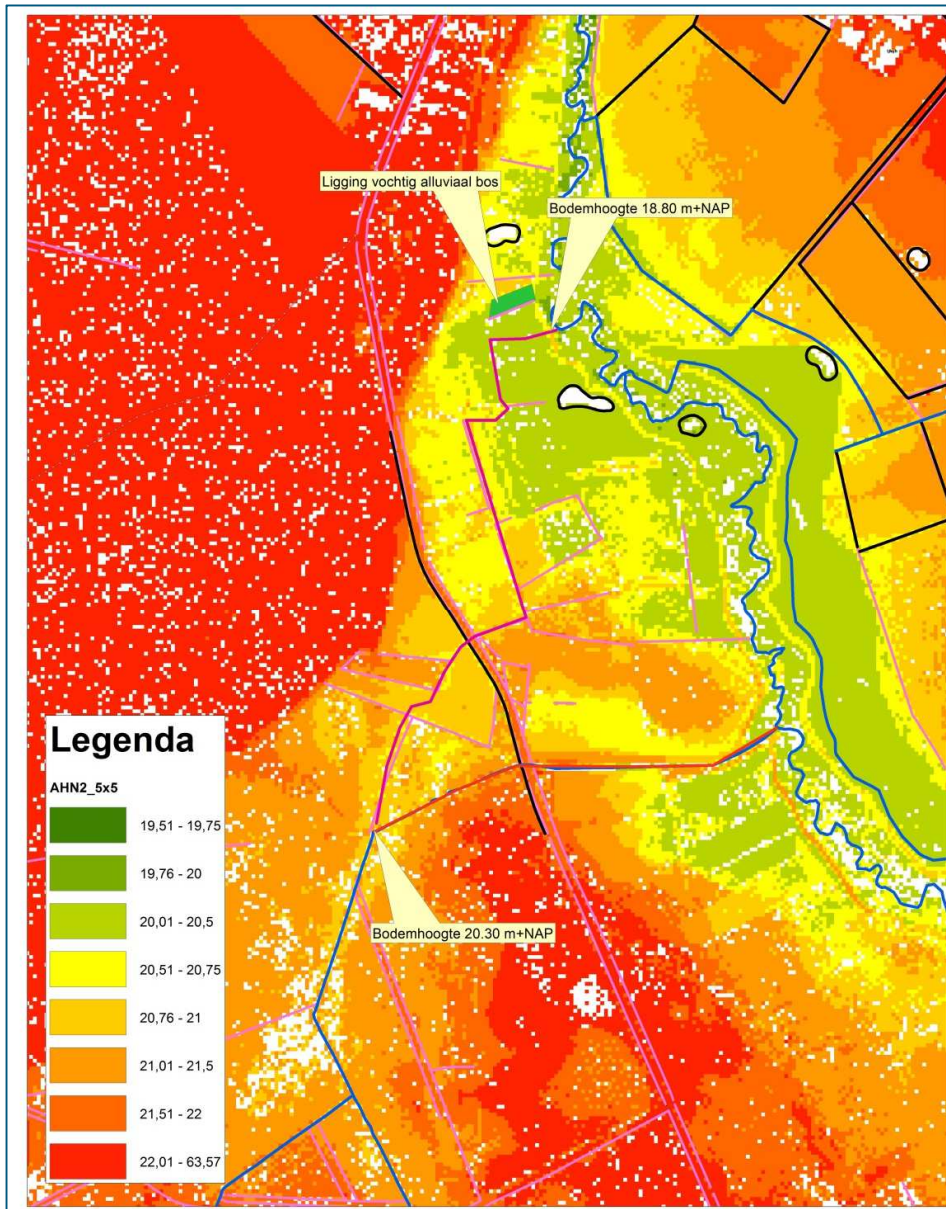 Ligging vochtig alluviaal bos
Bodemhoogte 18.80 m+NAP
Legenda
AHN2_5x5
19,51 - 19,75
19,76 - 20
20,01 - 20,5
20,51 - 20,75
20,76 - 21
21,01 - 21,5
21,51 - 22
22,01 - 63,57
Bodemhoogte 20.30 m+NAP